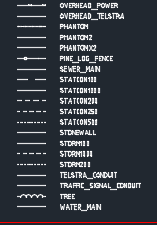 OVERHEAD_POWER
OVERHEAD_TELSTRA
PHANTOM
PHANTOM2
PHANTOMX2
PINE_LOG_FENCE
SEWER_MAIN
STATCON100
STATCON1000
STATCON200
STATCON250
STATCON500
STONEWALL
STORM100
STORM1000
STORM200
TELSTRA_CONDUIT
TRAFFIC_SIGNAL_CONDUIT
TREE
WATER_MAIN